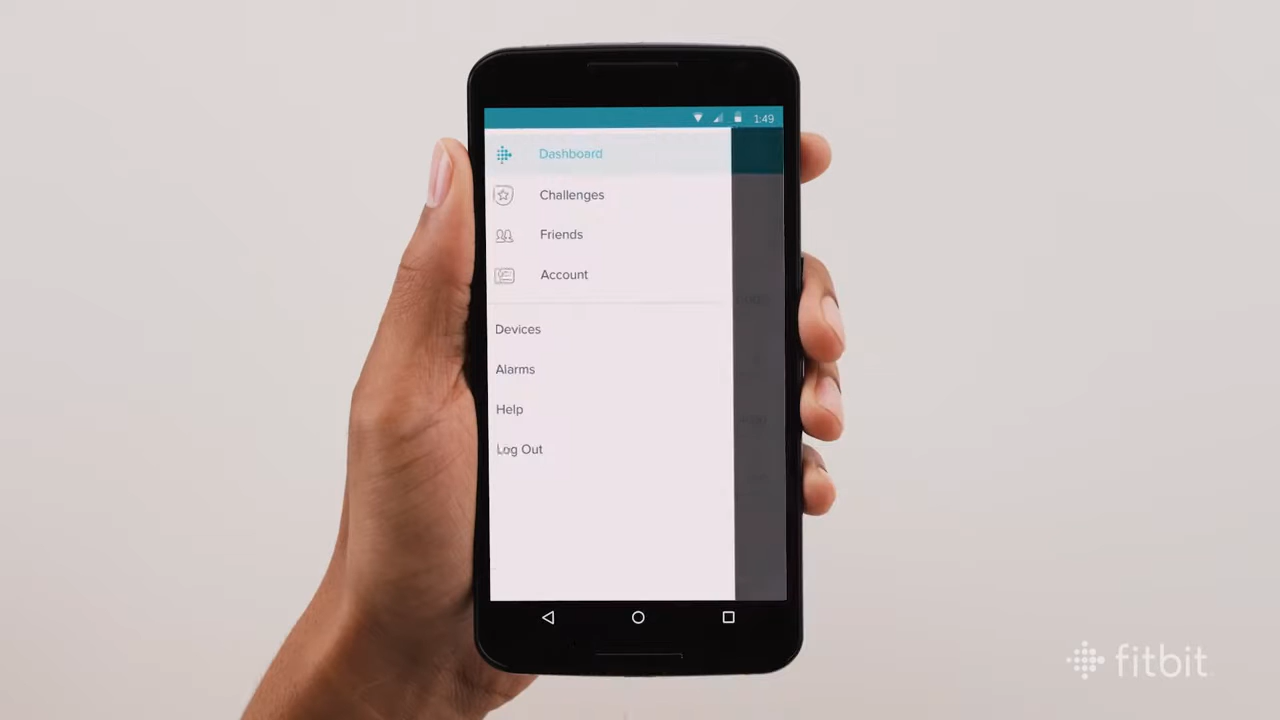 1:49
Dashboard
Challenges
Friends
Account
Devices
Alarms
Help
Log Out
fitbit